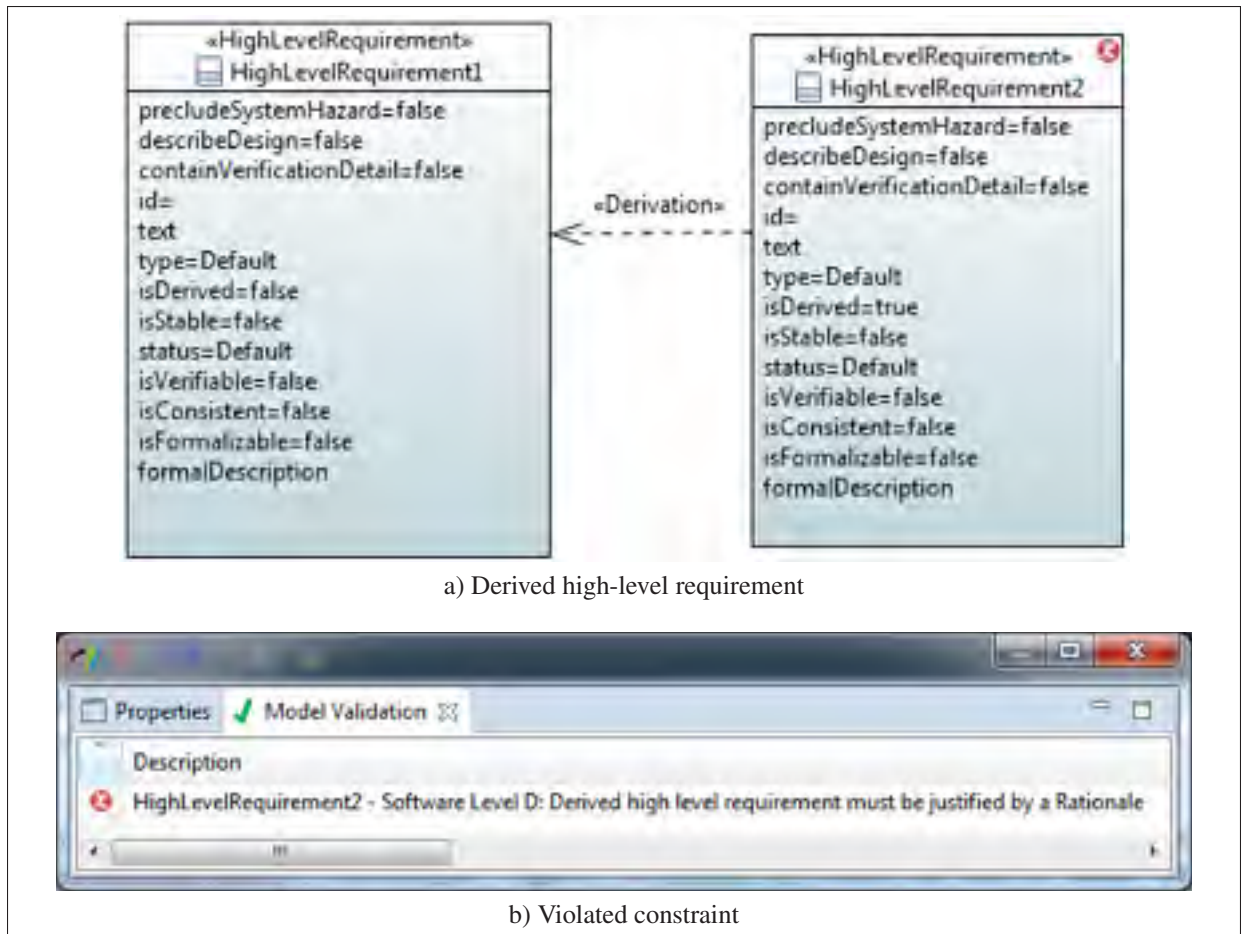 «HighLevelRequirement»
HighLevelRequirement1
precludeSystemHazard=false
describeDesign=false
containVerificationDetail=false
id=
text
type=Default
isDerived=false
isStable=false
status=Default
isVerifiable=false
isConsistent=false
isFormalizable=false
formalDescription
«Derivation»
«HighLevelRequirement»
HighLevelRequirement2
precludeSystemHazard=false
describeDesign=false
containVerificationDetail=false
id=
text
type=Default
isDerived=true
isStable=false
status=Default
isVerifiable=false
isConsistent=false
isFormalizable=false
formalDescription
a) Derived high-level requirement
Properties Model Validation
Description
HighLevelRequirement2 - Software Level D: Derived high level requirement must be justified by a Rationale
b) Violated constraint